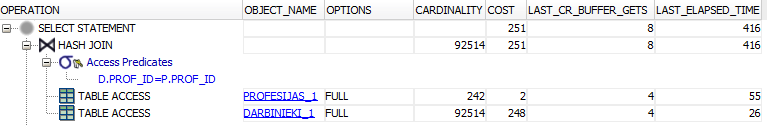 OPERATION OBJECT_NAME OPTIONS CARDINALITY COST LAST_CR_BUFFER_GETS LAST_ELAPSED_TIME
SELECT STATEMENT 251 8 416
HASH JOIN 92514 251 8 416
Access Predicates
D.PROF_ID=P.PROF_ID
TABLE ACCESS PROFESIJAS_1 FULL 242 2 4 55
TABLE ACCESS DARBINIEKI_1 FULL 92514 248 4 26